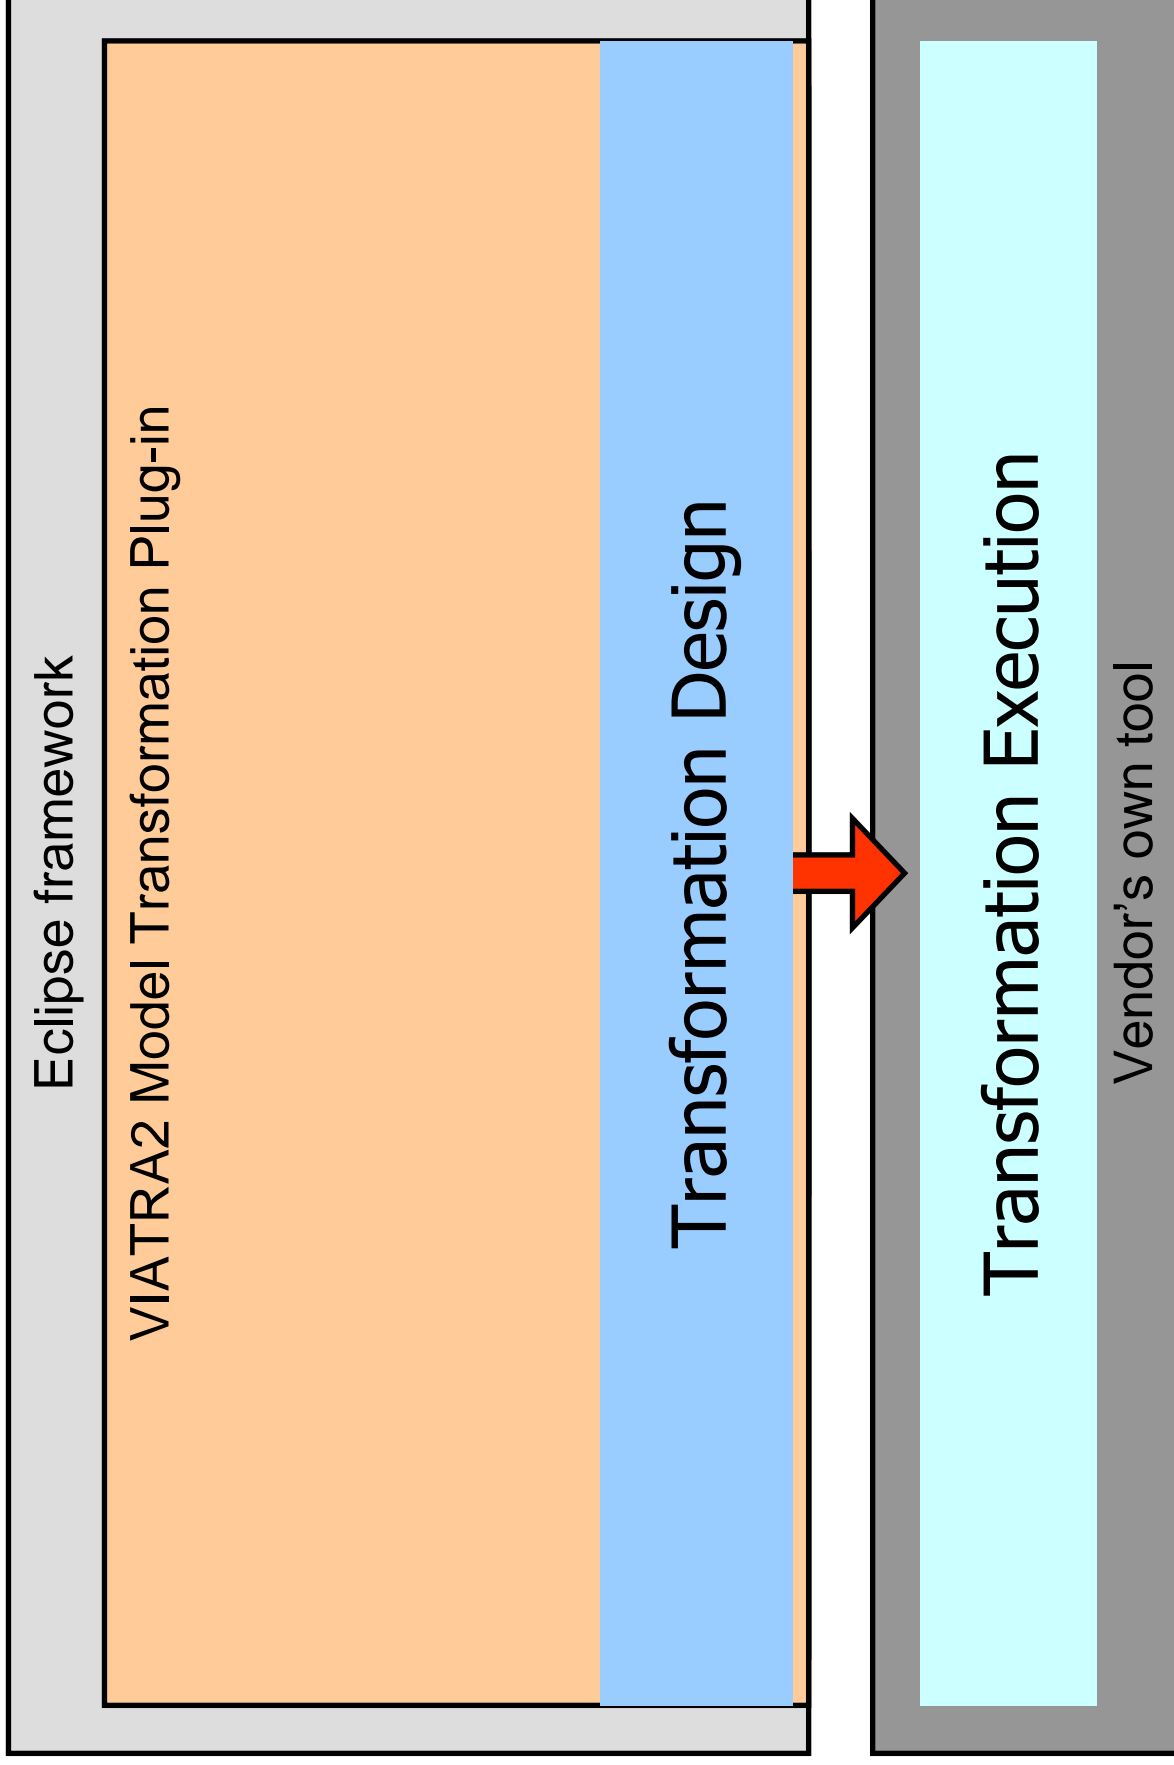 Eclipse framework
VIATRA2 Model Transformation Plug-in
Transformation Design
Transformation Execution
Vendor’s own tool